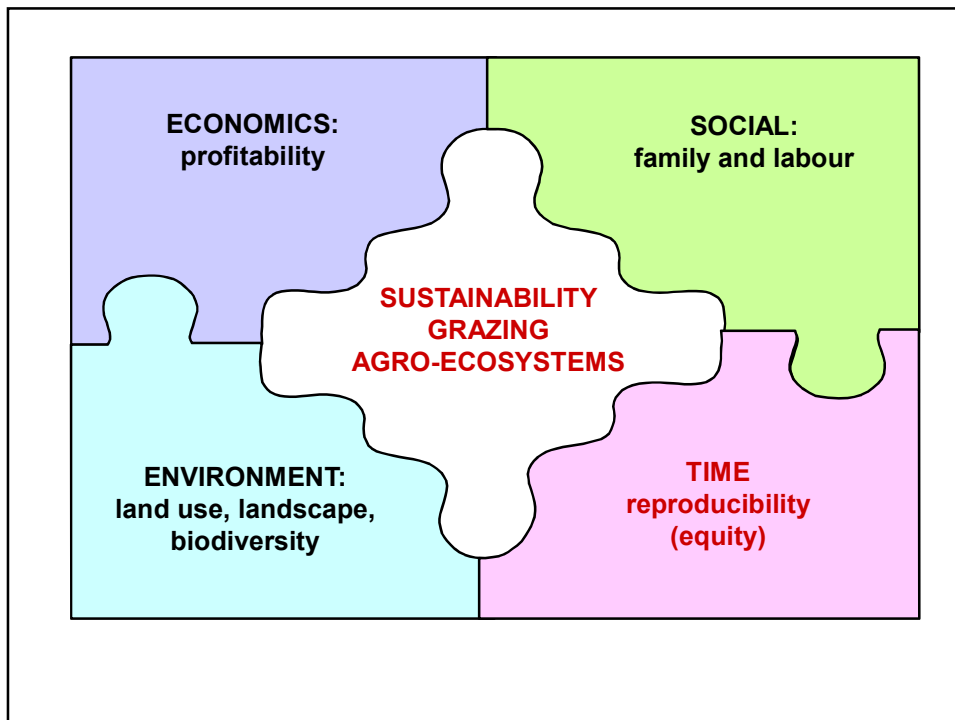 ECONOMICS:
profitability
SOCIAL:
family and labour
SUSTAINABILITY
GRAZING
AGRO-ECOSYSTEMS
ENVIRONMENT:
land use, landscape,
biodiversity
TIME
reproducibility
(equity)